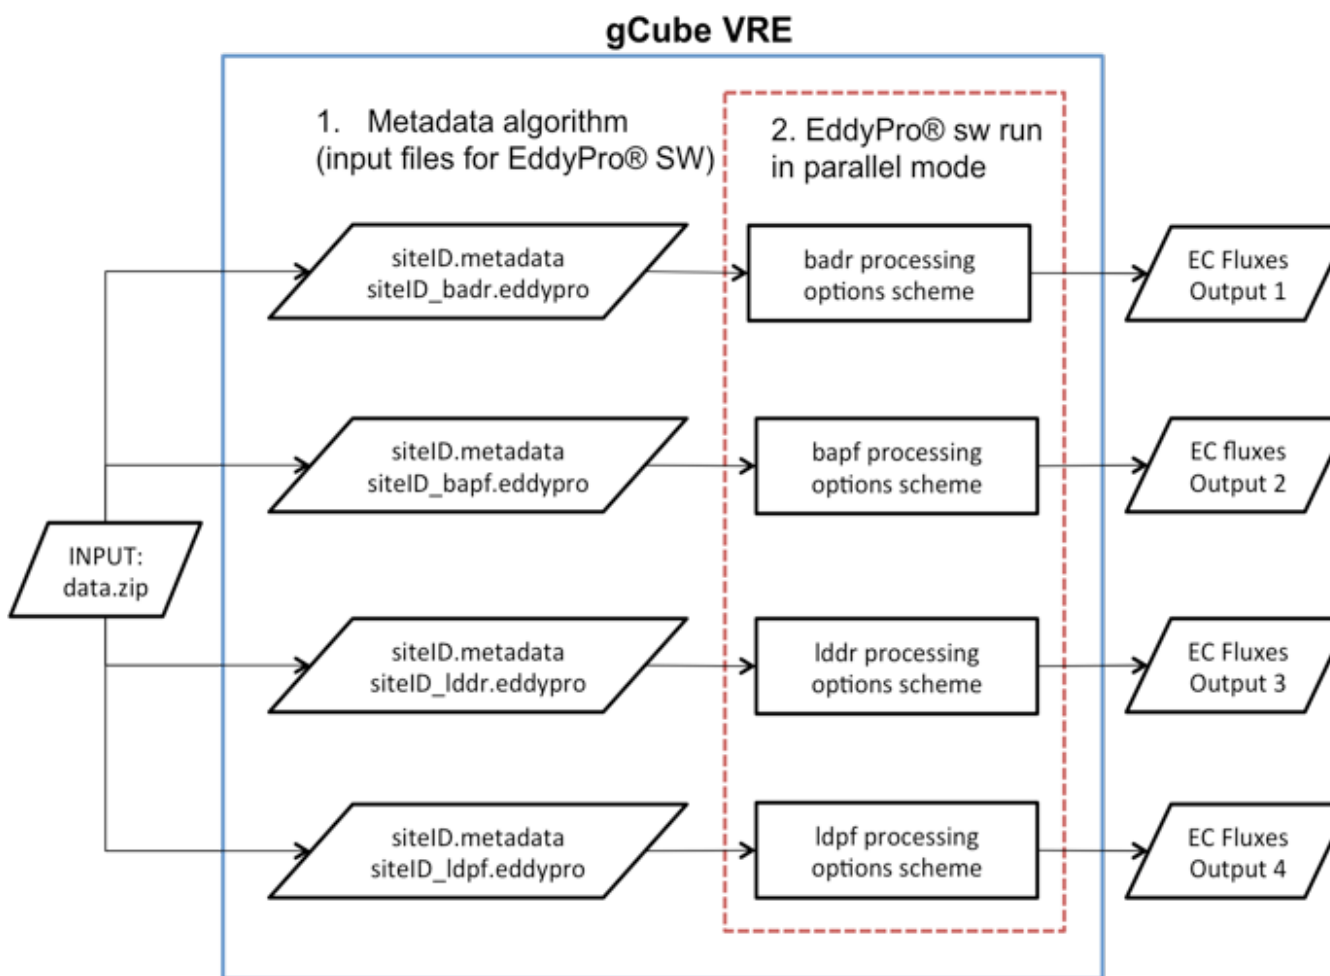 gCube VRE
1. Metadata algorithm
(input files for EddyPro® SW)
2. EddyPro® sw run
in parallel mode
siteID.metadata
siteID_badr.eddypro
badr processing
options scheme
EC Fluxes
Output 1
siteID.metadata
siteID_bapf.eddypro
bapf processing
options scheme
EC fluxes
Output 2
INPUT:
data.zip
siteID.metadata
siteID_lddr.eddypro
lddr processing
options scheme
EC Fluxes
Output 3
siteID.metadata
siteID_ldpf.eddypro
ldpf processing
options scheme
EC Fluxes
Output 4